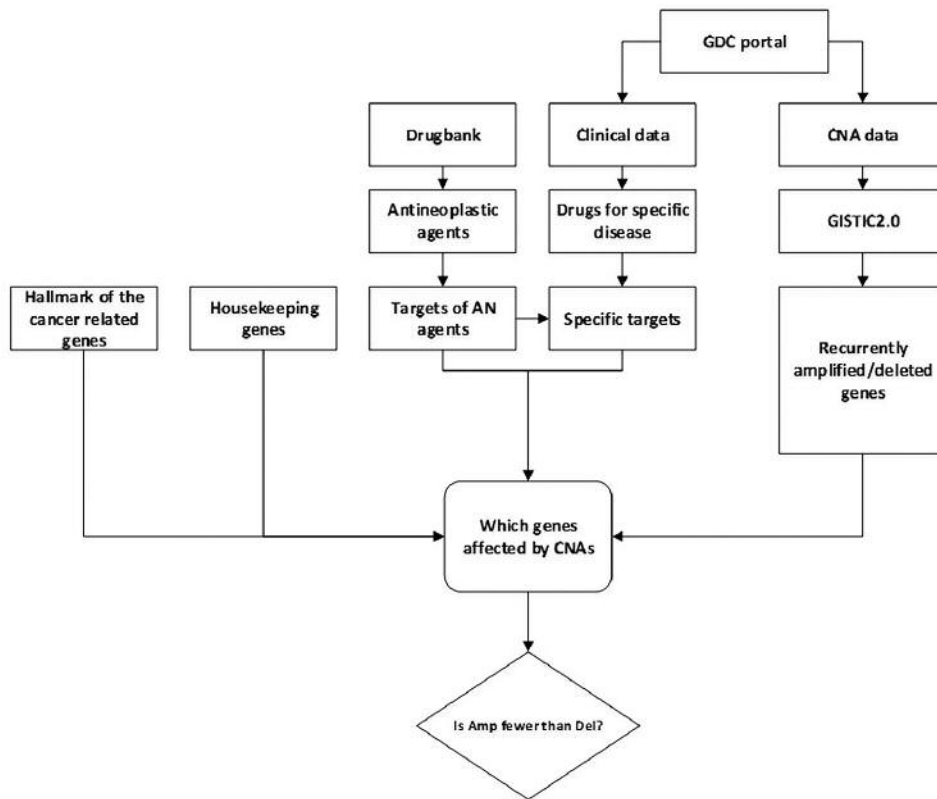 GDC portal
Drugbank
Clinical data
CNA data
Antineoplastic
agents
Drugs for specific
disease
GISTIC2.0
Hallmark of the
cancer related
genes
Housekeeping
genes
Targets of AN
agents
Specific targets
Recurrently
amplified/deleted
genes
Which genes
affected by CNAs
Is Amp fewer than Del?